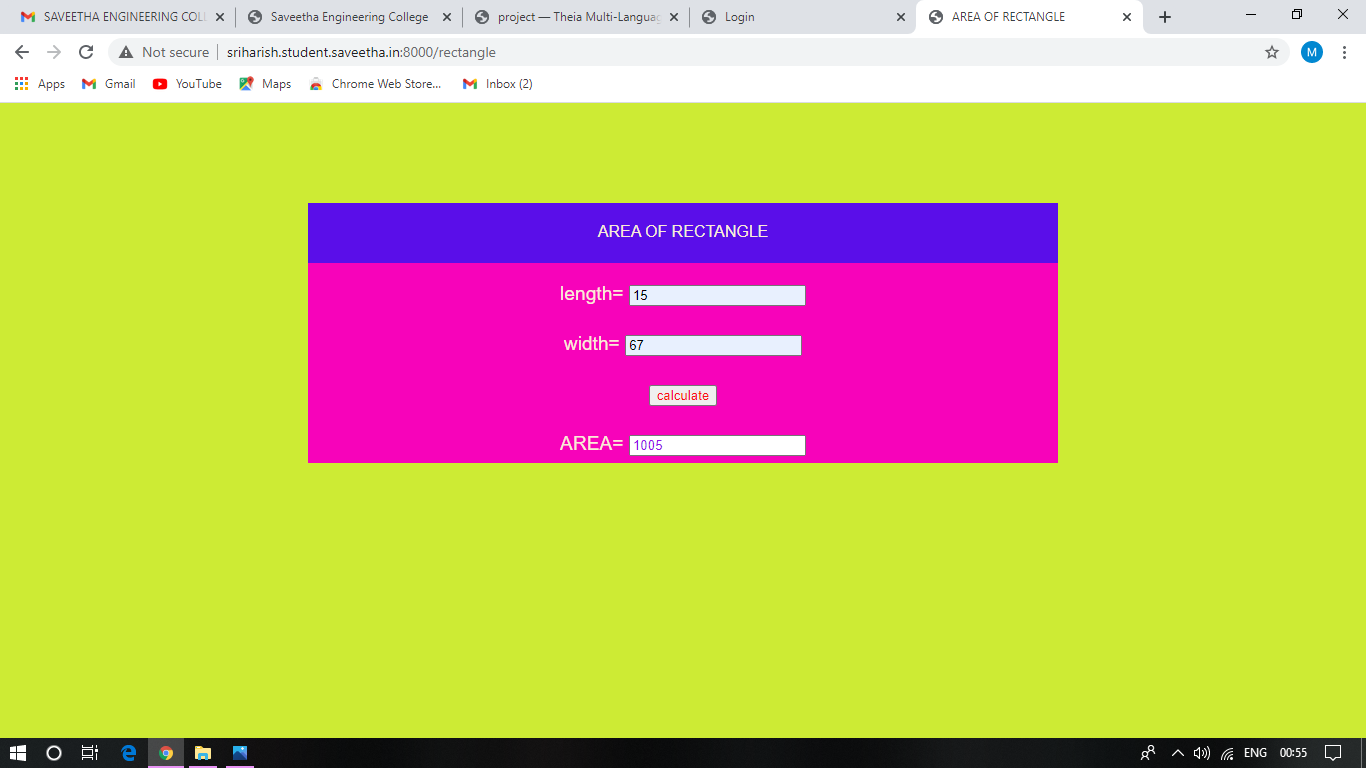 SAVEETHA ENGINEERING COLL
Saveetha Engineering College
project — Theia Multi-Languag
Login
AREA OF RECTANGLE
Not secure
sriharish.student.saveetha.in:8000/rectangle
M
Apps
Gmail
YouTube
Maps
Chrome Web Store...
Inbox (2)
AREA OF RECTANGLE
length= 15
width= 67
calculate
AREA= 1005
ENG
00:55